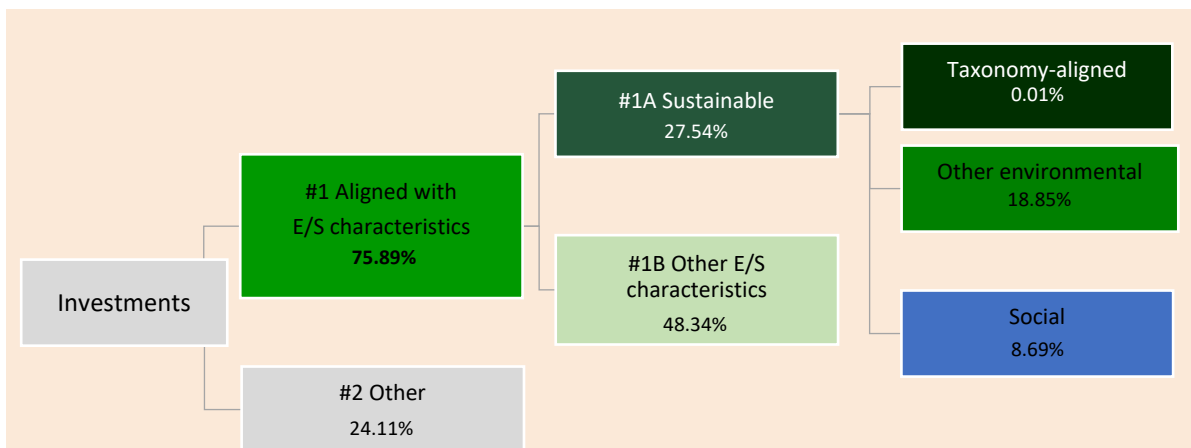 Investments
#1 Aligned with
E/S characteristics
75.89%
#2 Other
24.11%
#1A Sustainable
27.54%
#1B Other E/S
characteristics
48.34%
Taxonomy-aligned
0.01%
Other environmental
18.85%
Social
8.69%